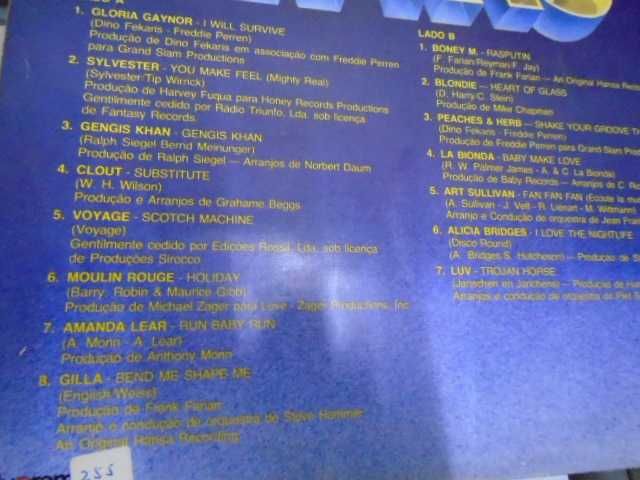 1. GLORIA GAYNOR - I WILL SURVIVE
(Dino Fekaris - Freddie Perren)
Produção de Dino Fekaris em associação com Freddie Perren
para Grand Slam Productions
2. SYLVESTER - YOU MAKE FEEL (Mighty Real)
(Sylvester/Tip Wirrick)
Produção de Harvey Fuqua para Honey Records Productions
Gentilmente cedido por Rádio Triunfo, Lda. sob licença
de Fantasy Records.
3. GENGIS KHAN - GENGIS KHAN
(Ralph Siegel Bernd Meinunger)
Produção de Ralph Siegel — Arranjos de Norbert Daum
4. CLOUT - SUBSTITUTE
(W. H. Wilson)
Produção e Arranjos de Grahame Beggs
5. VOYAGE - SCOTCH MACHINE
(Voyage)
Gentilmente cedido por Edições Rossil, Lda. sob licença
de Produções Sirocco
6. MOULIN ROUGE - HOLIDAY
(Barry, Robin & Maurice Gibb)
Produção de Michael Zager para Love - Zager Productions, Inc
7. AMANDA LEAR - RUN BABY RUN
(A. Monn - A. Lear)
Produção de Anthony Monn
8. GILLA - BEND ME SHAPE ME
(English/Weiss)
Produção de Frank Farian
Arranjo e condução de orquestra de Stefe Hammer
An Original Hansa Recording
255
LADO B
1. BONEY M. - RASPUTIN
(F. Farian/Reyman/F. Jay)
Produção de Frank Farian — An Original Hansa
2. BLONDIE — HEART OF GLASS
(D. Harry/C. Stein)
Produção de Mike Chapman
3. PEACHES & HERB - SHAKE YOUR GROOVE
(Dino Fekaris - Freddie Perren)
Produção de Freddie Perren para Grand Slam
4. LA BIONDA - BABY MAKE LOVE
(R. W. Palmer James - A. & C. La Bionda)
Produção de Baby Records — Arranjos de C.
5. ART SULLIVAN - FAN FAN FAN (Ecoute la
(A. Sullivan - J. Velt - R. Lienart - M. Wittmann)
Arranjo e Condução de orquestra de Jean
6. ALICIA BRIDGES - I LOVE THE NIGHTLIFE
(Disco Round)
(A. Bridges S. Hutcheson) — Produção de
7. LUV - TROJAN HORSE
(Janschen en Janchens) — Produção de
Arranjos e condução de orquestra de Piet